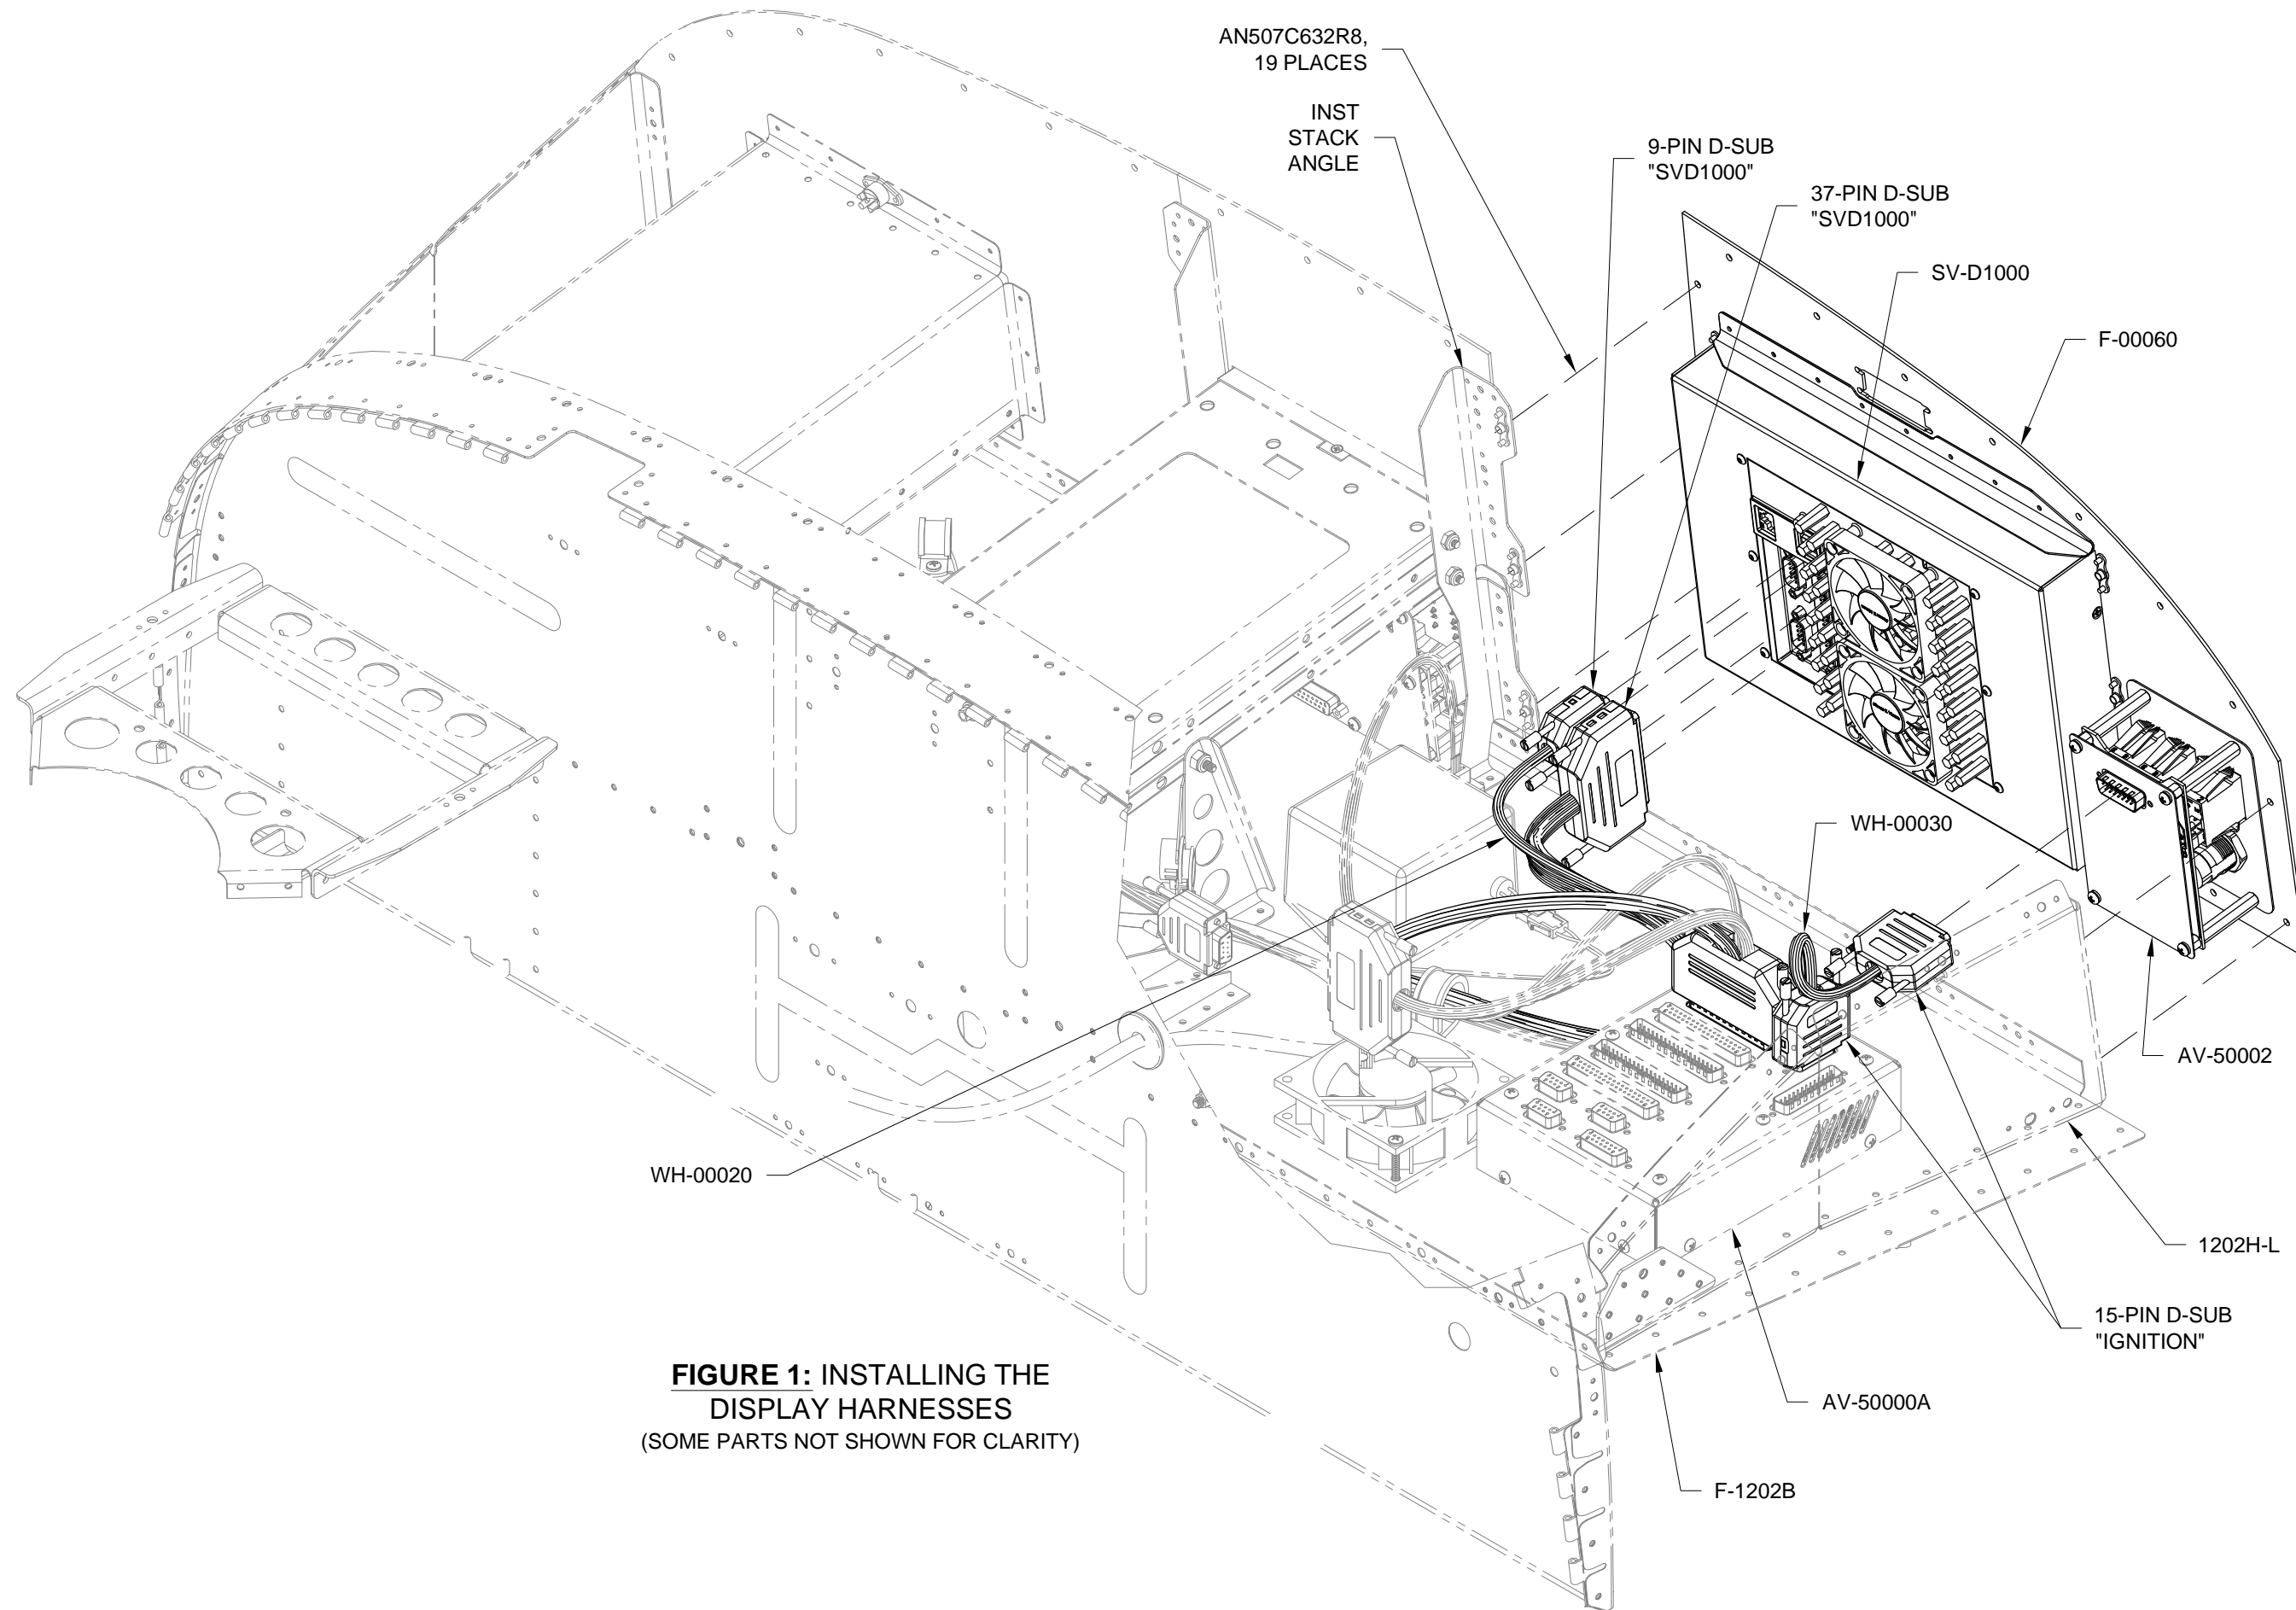 AN507C632R8,
19 PLACES
INST
STACK
ANGLE
9-PIN D-SUB
"SVD1000"
37-PIN D-SUB
"SVD1000"
SV-D1000
F-00060
WH-00030
AV-50002
WH-00020
1202H-L
15-PIN D-SUB
"IGNITION"
AV-50000A
F-1202B
FIGURE 1: INSTALLING THE
DISPLAY HARNESSES
(SOME PARTS NOT SHOWN FOR CLARITY)